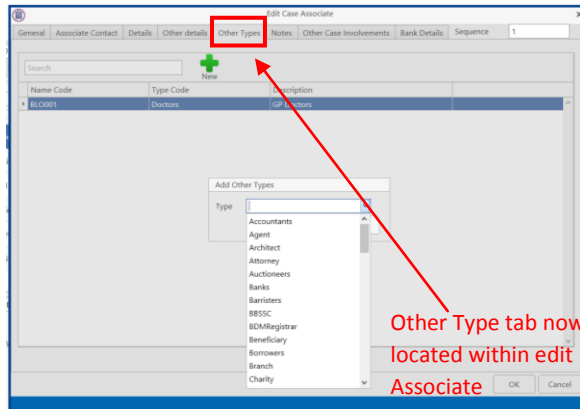 Edit Case Associate
General Associate Contact Details Other details Other Types Notes Other Case Involvements Bank Details Sequence 1
Search
New
Name Code Type Code Description
BLO001 Doctors GP Doctors
Add Other Types
Type
Accountants
Agent
Architect
Attorney
Auctioneers
Banks
Barristers
BBSSC
BDMRegistrar
Beneficiary
Borrowers
Branch
Charity
Other Type tab now
located within edit
Associate
OK Cancel